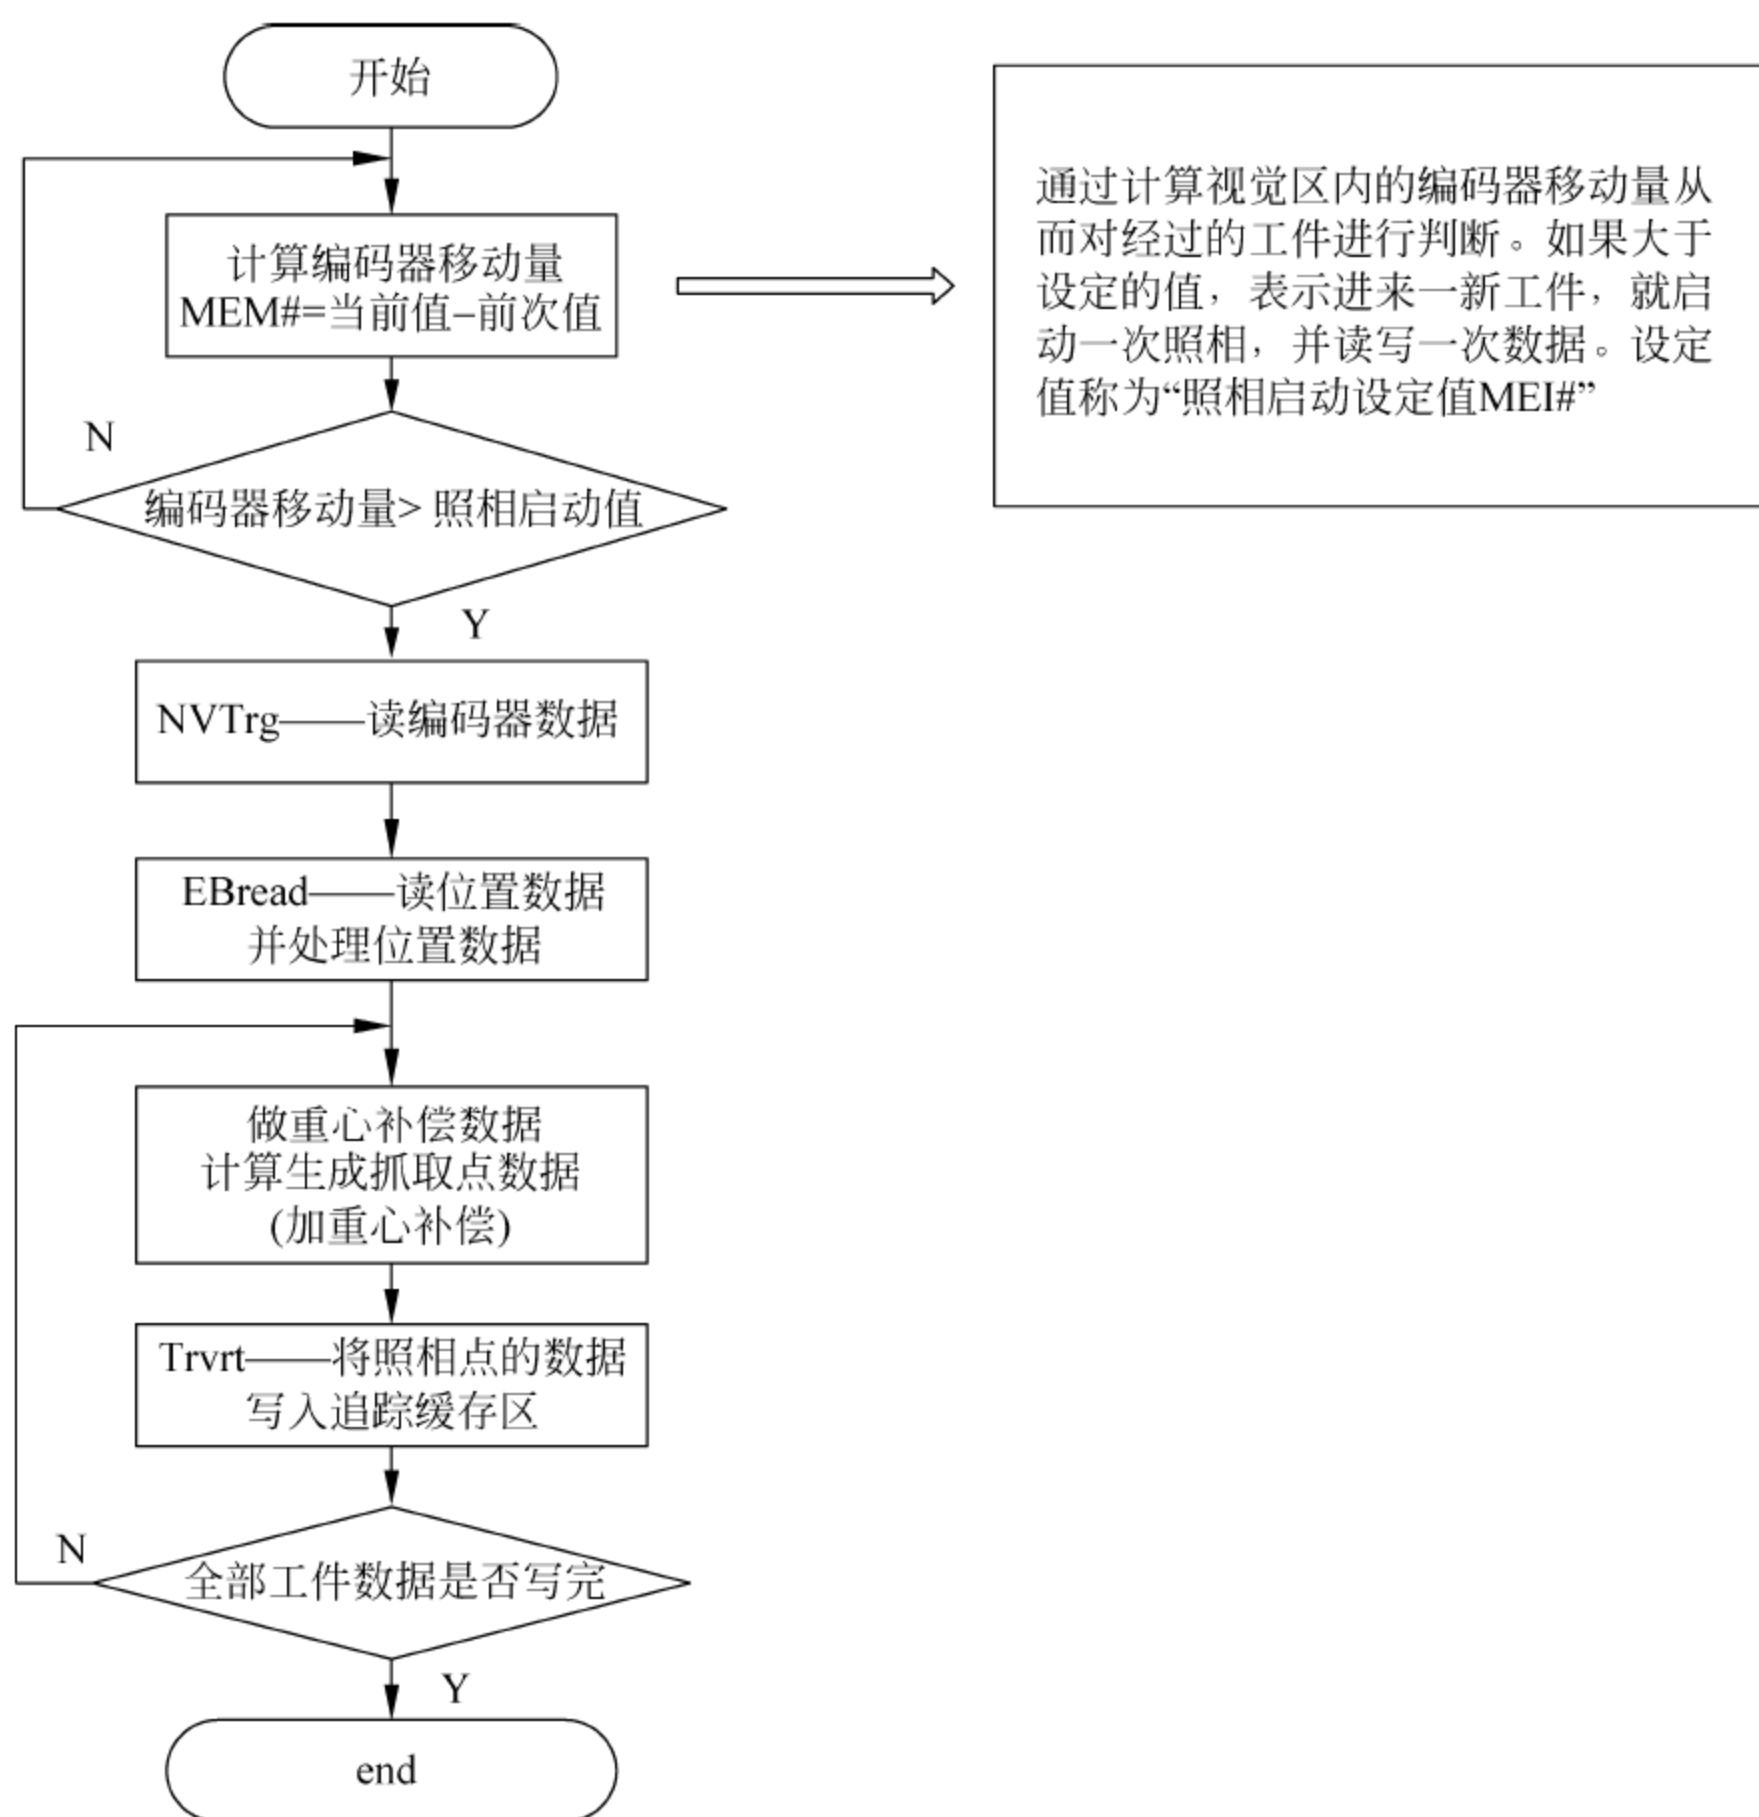 开始
计算编码器移动量
MEM#=当前值–前次值
通过计算视觉区内的编码器移动量从
而对经过的工件进行判断。如果大于
设定的值，表示进来一新工件，就启
动一次照相，并读写一次数据。设定
值称为“照相启动设定值MEI#”
N
编码器移动量> 照相启动值
Y
NVTrg——读编码器数据
EBread——读位置数据
并处理位置数据
做重心补偿数据
计算生成抓取点数据
(加重心补偿)
Trvrt——将照相点的数据
写入追踪缓存区
N
全部工件数据是否写完
Y
end